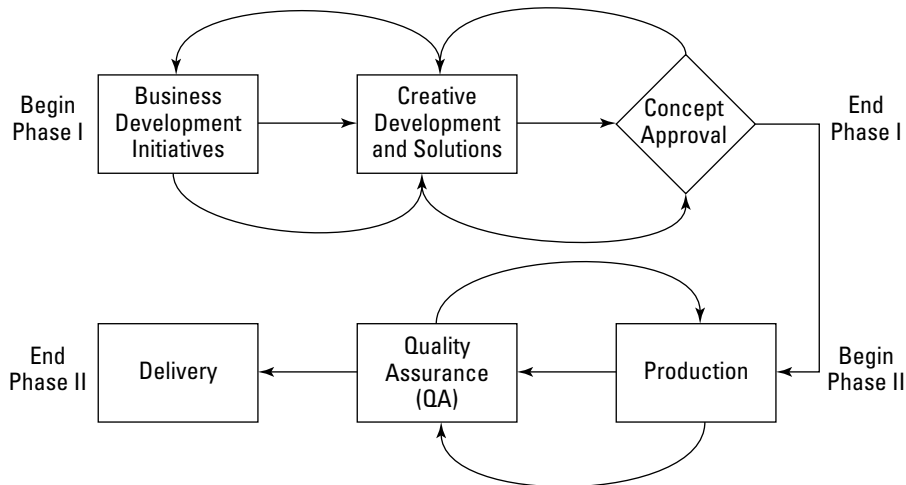 Begin
Phase I
Business
Development
Initiatives
Creative
Development
and Solutions
Concept
Approval
End
Phase I
End
Phase II
Delivery
Quality
Assurance
(QA)
Production
Begin
Phase II